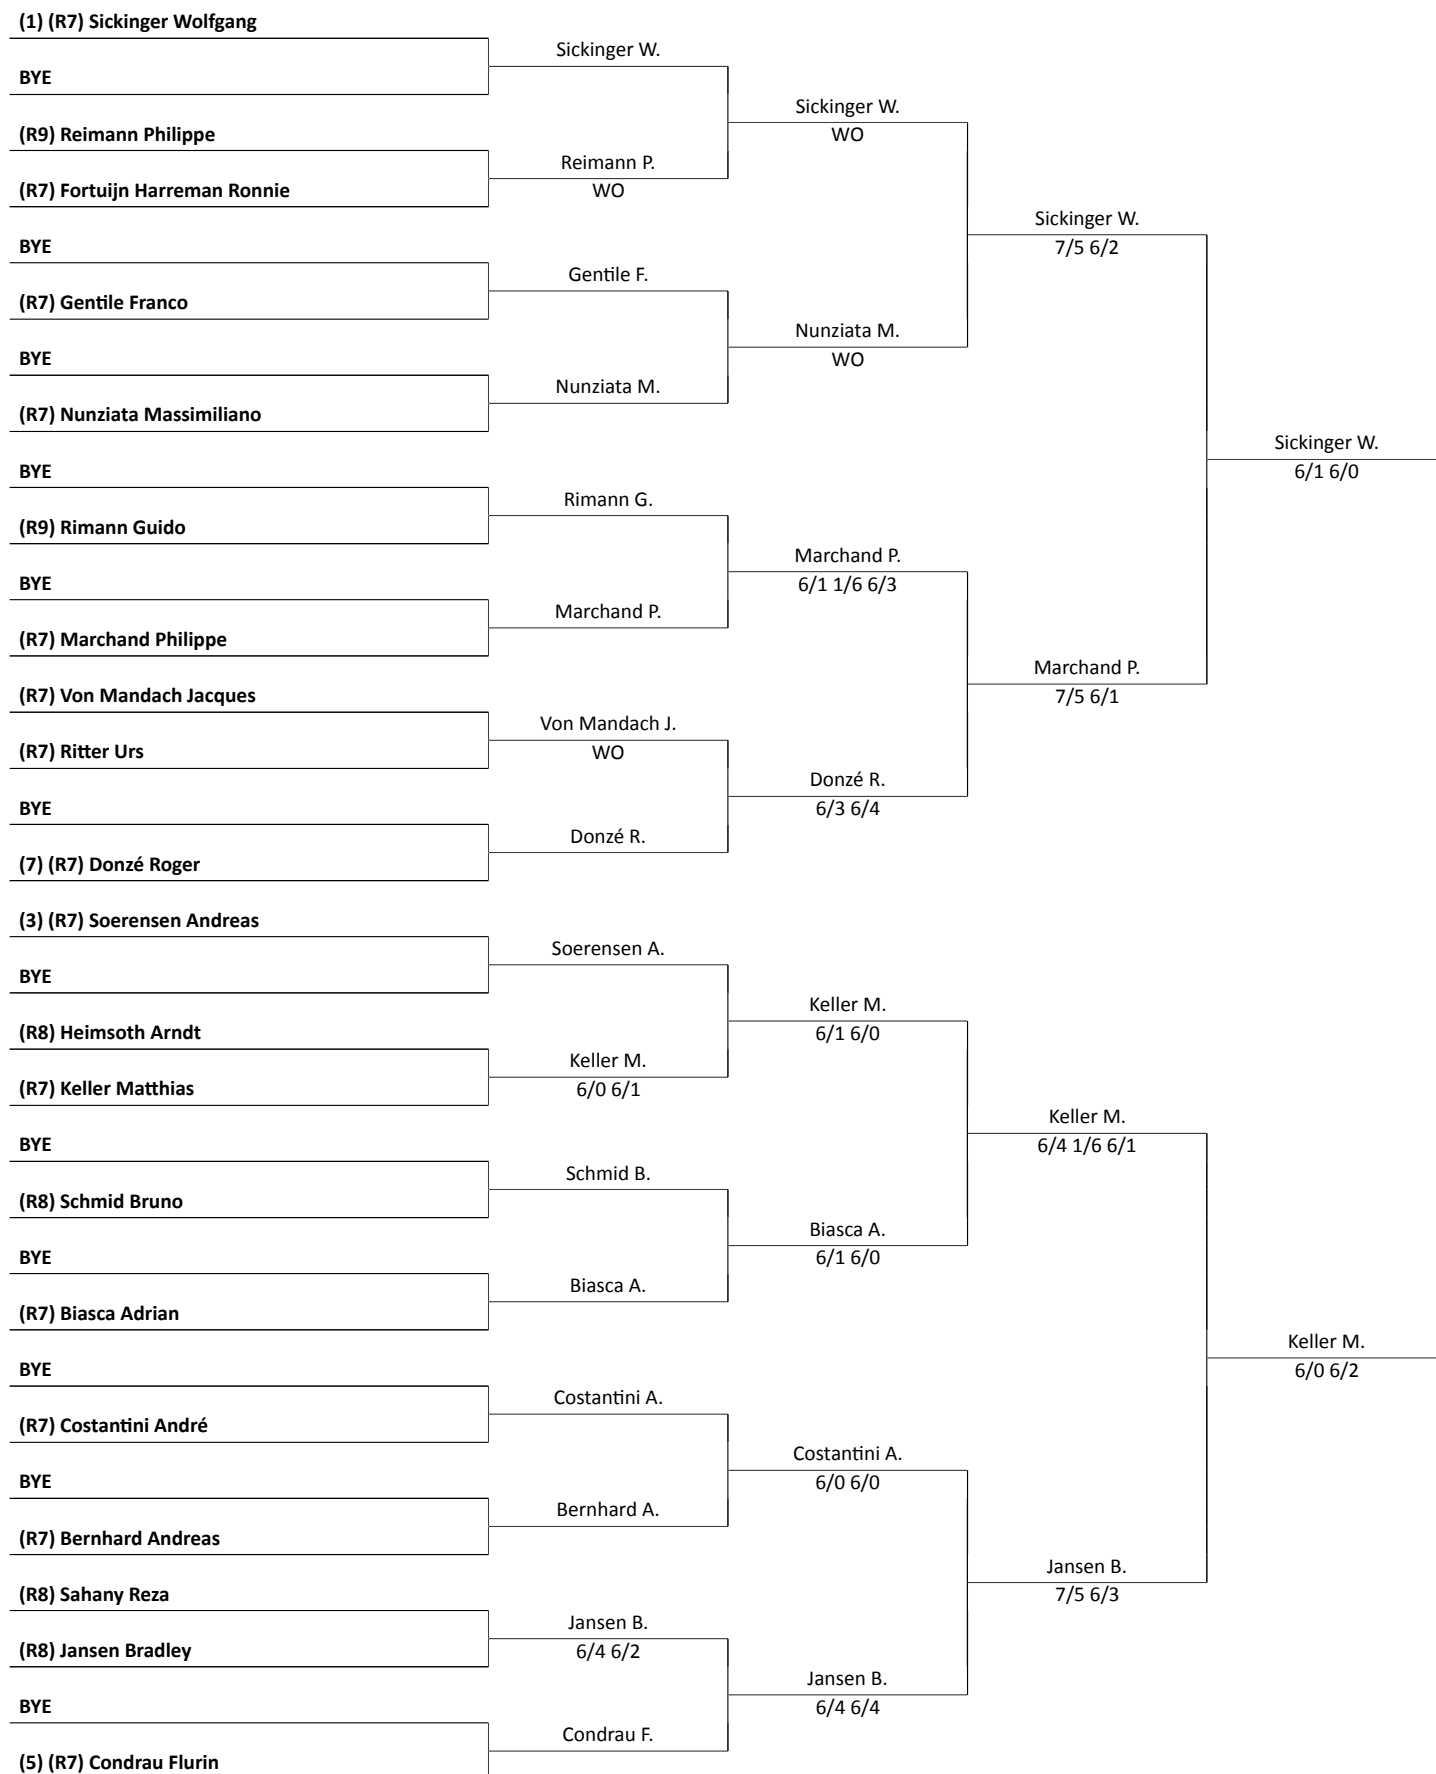 (1) (R7) Sickinger Wolfgang
Sickinger W.
BYE
Sickinger W.
WO
(R9) Reimann Philippe
Reimann P.
WO
(R7) Fortuijn Harreman Ronnie
Sickinger W.
7/5 6/2
BYE
Gentile F.
(R7) Gentile Franco
Nunziata M.
WO
BYE
Nunziata M.
(R7) Nunziata Massimiliano
Sickinger W.
6/1 6/0
BYE
Rimann G.
(R9) Rimann Guido
Marchand P.
6/1 1/6 6/3
BYE
Marchand P.
(R7) Marchand Philippe
Marchand P.
7/5 6/1
(R7) Von Mandach Jacques
Von Mandach J.
WO
(R7) Ritter Urs
Donzé R.
6/3 6/4
BYE
Donzé R.
(7) (R7) Donzé Roger
(3) (R7) Soerensen Andreas
Soerensen A.
BYE
Keller M.
6/1 6/0
(R8) Heimsoth Arndt
Keller M.
6/0 6/1
(R7) Keller Matthias
Keller M.
6/4 1/6 6/1
BYE
Schmid B.
(R8) Schmid Bruno
Biasca A.
6/1 6/0
BYE
Biasca A.
(R7) Biasca Adrian
Keller M.
6/0 6/2
BYE
Costantini A.
(R7) Costantini André
Costantini A.
6/0 6/0
BYE
Bernhard A.
(R7) Bernhard Andreas
Jansen B.
7/5 6/3
(R8) Sahany Reza
Jansen B.
6/4 6/2
(R8) Jansen Bradley
Jansen B.
6/4 6/4
BYE
Condrau F.
(5) (R7) Condrau Flurin